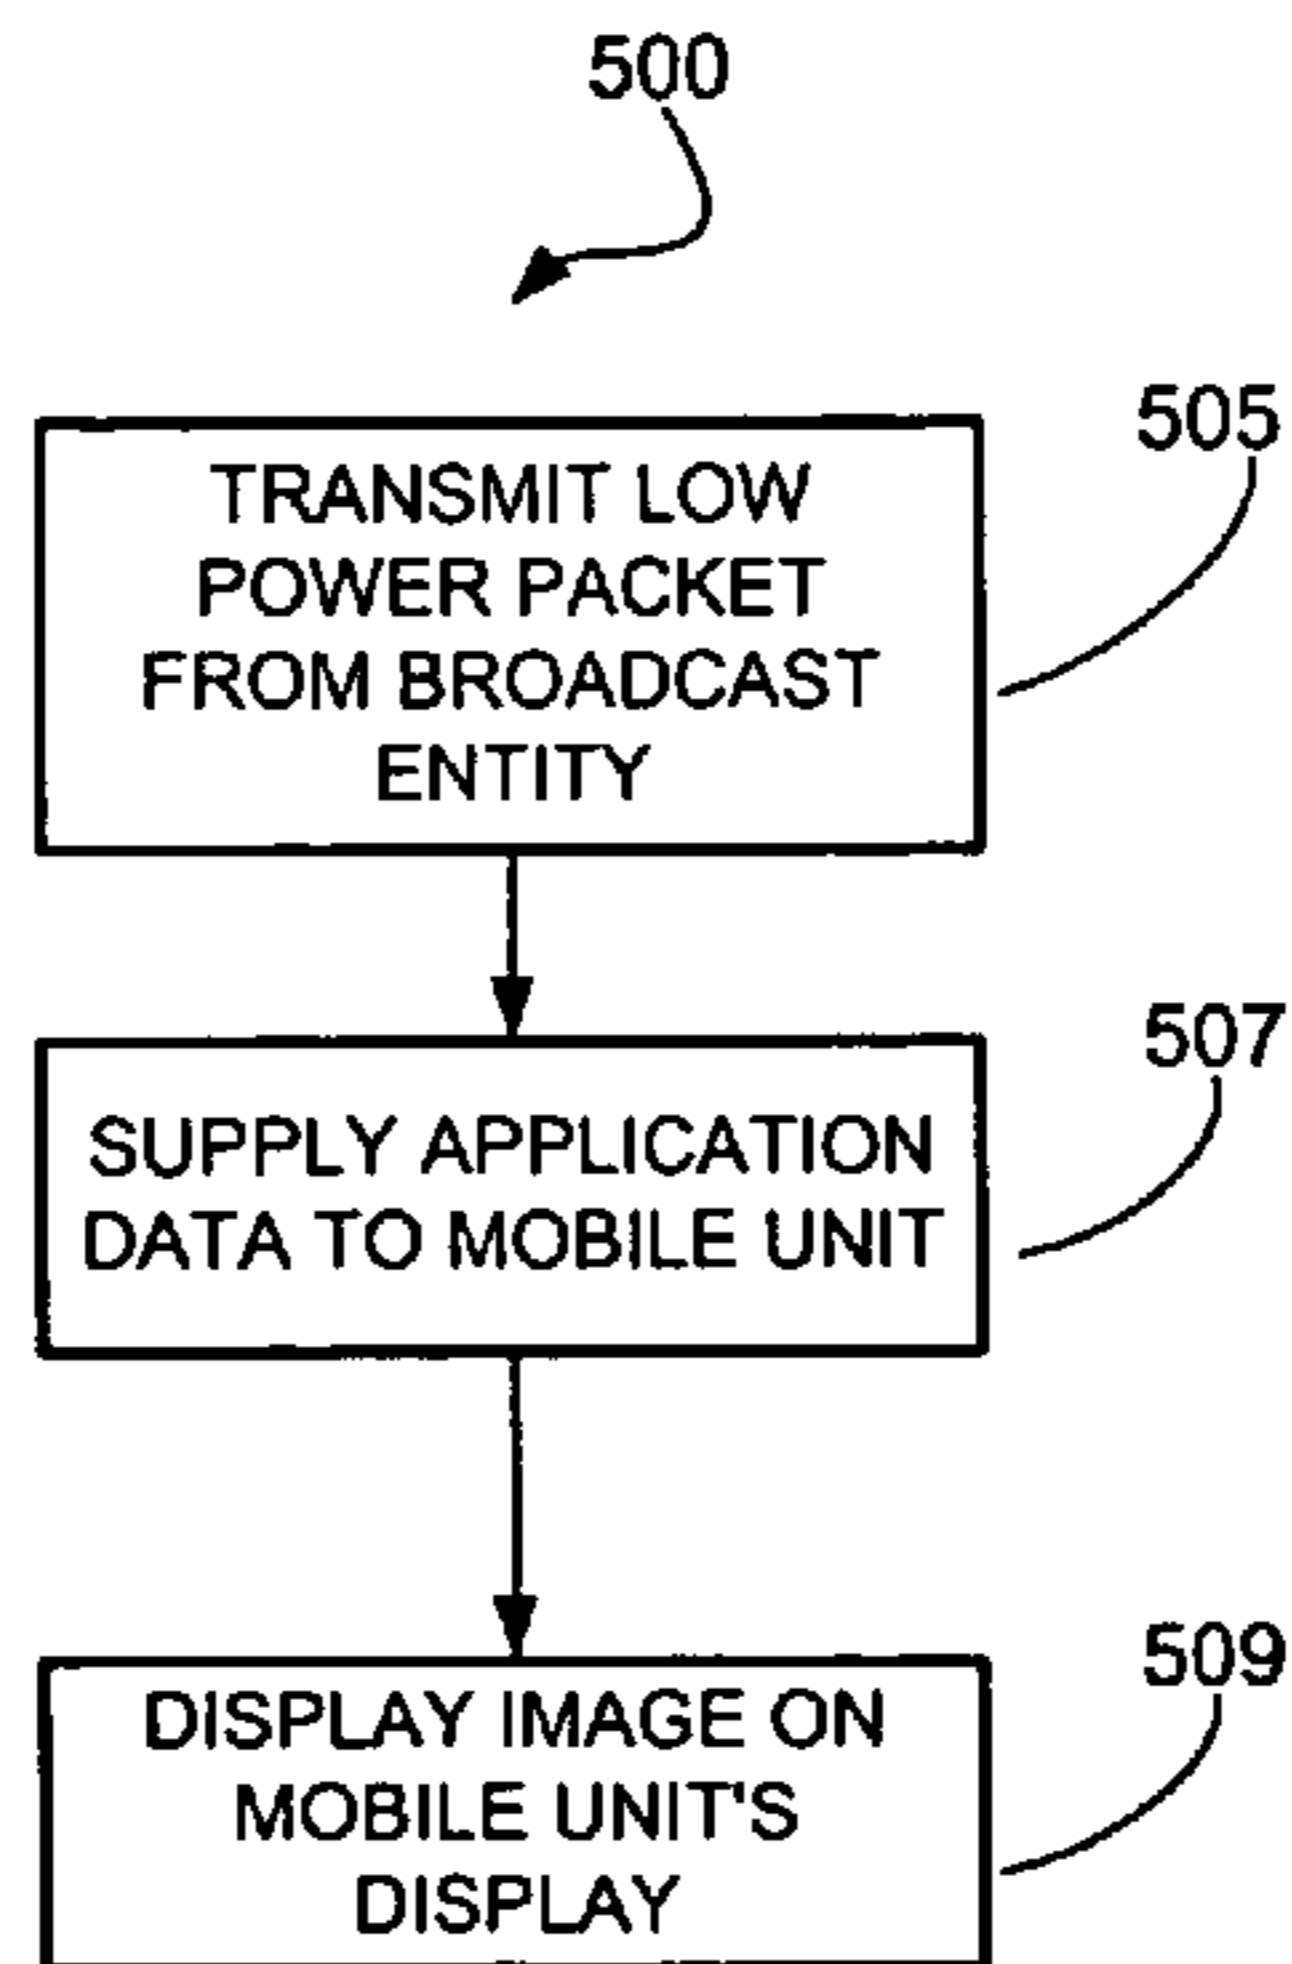 500
505
TRANSMIT LOW
POWER PACKET
FROM BROADCAST
ENTITY
507
SUPPLY APPLICATION
DATA TO MOBILE UNIT
509
DISPLAY IMAGE ON
MOBILE UNIT'S
DISPLAY